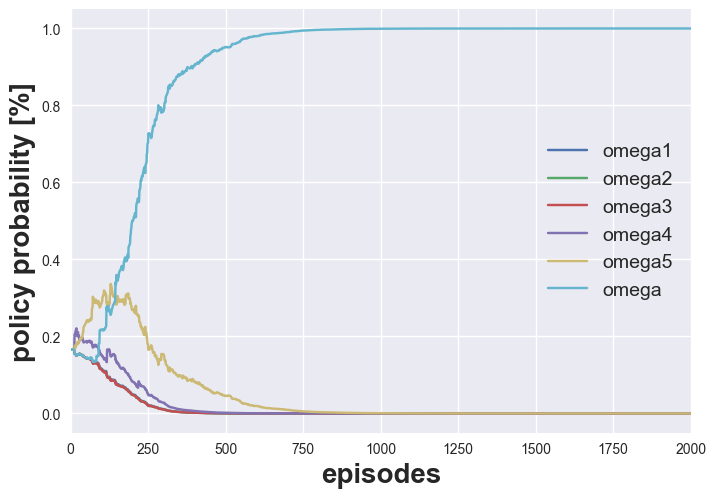 1.0
0.8
0.6
0.4
0.2
0.0
policy probability [%]
omega1
omega2
omega3
omega4
omega5
omega
0 250 500 750 1000 1250 1500 1750 2000
episodes